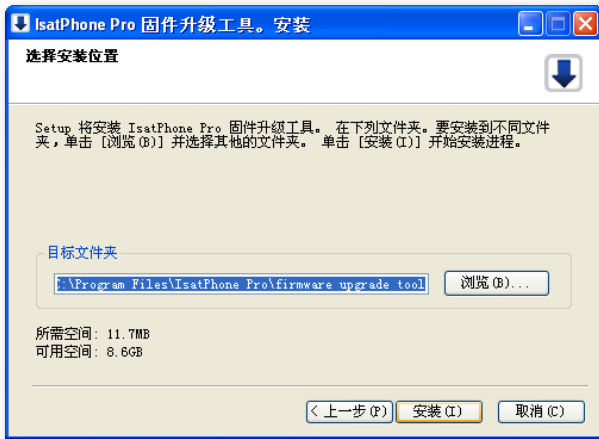 IsatPhone Pro 固件升级工具。安装
选择安装位置
Setup 将安装 IsatPhone Pro 固件升级工具。 在下列文件夹。要安装到不同文件
夹，单击 [浏览(B)] 并选择其他的文件夹。 单击 [安装(I)] 开始安装进程。
目标文件夹
C:\Program Files\IsatPhone Pro\firmware upgrade tool
浏览(B)...
所需空间: 11.7MB
可用空间: 8.6GB
< 上一步(P)
安装(I)
取消(C)